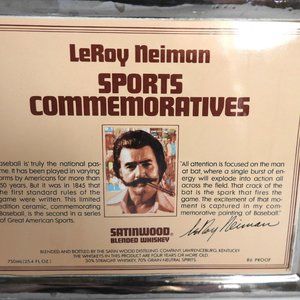 LeRoy Neiman
SPORTS
COMMEMORATIVES
Baseball is truly the national pas-
time. It has been played in varying
forms by Americans for more than
50 years. But it was in 1845 that
the first standard rules of the
game were written. This limited
edition ceramic, commemorating
Baseball, is the second in a series
of Great American Sports.
"All attention is focused on the man
at bat, where a single burst of en-
ergy will explode into action all
across the field. That crack of the
bat is the spark that fires the
game. The excitement of that mo-
ment is captured in my com-
memorative painting of Baseball."
LeRoy Neiman
SATINWOOD
BLENDED WHISKEY
BLENDED AND BOTTLED BY THE SATIN WOOD DISTILLING COMPANY, LAWRENCEBURG, KENTUCKY
THE WHISKEYS IN THIS PRODUCT ARE FOUR YEARS OR MORE OLD.
750ml (25.4 FL. OZ.) 30% STRAIGHT WHISKEY, 70% GRAIN NEUTRAL SPIRITS 86 PROOF